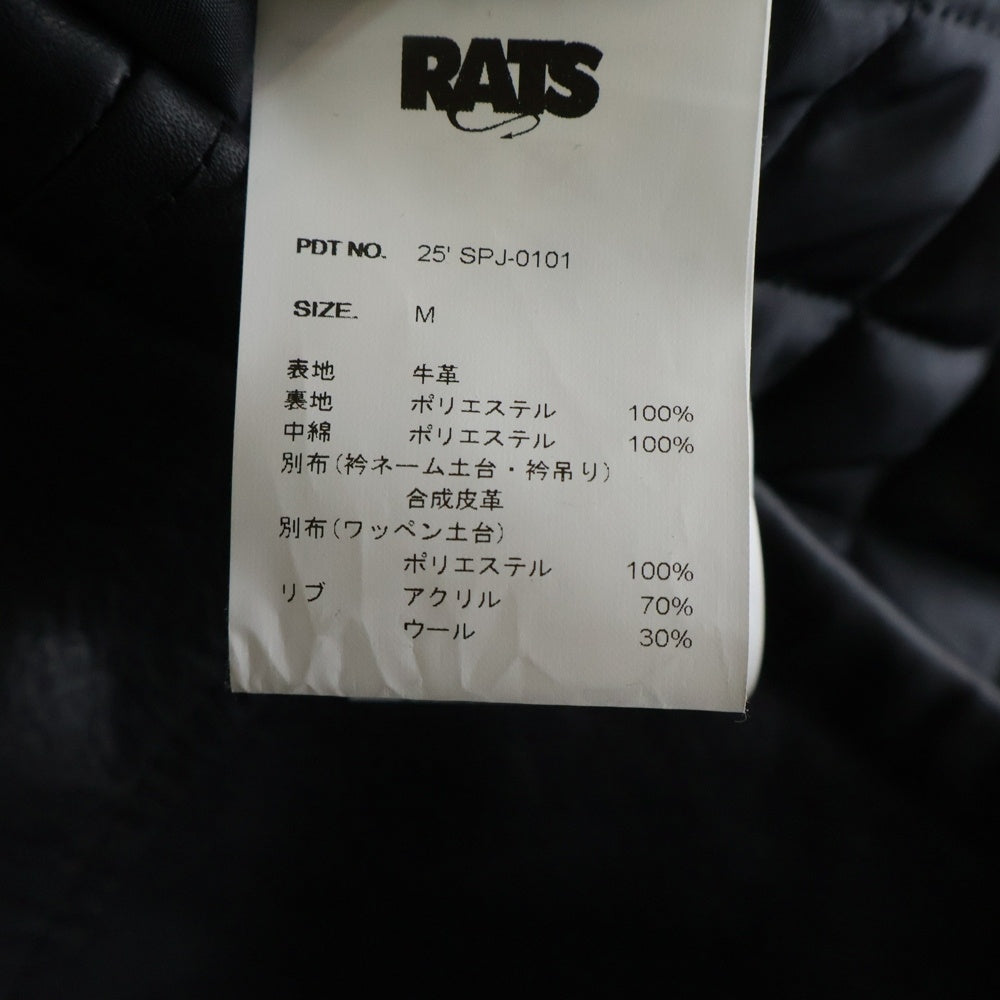 RATS
PDT NO. 25' SPJ-0101
SIZE. M
表地 牛革
裏地 ポリエステル 100%
中綿 ポリエステル 100%
別布(衿ネーム土台・衿吊り)
合成皮革
別布(ワッペン土台)
ポリエステル 100%
リブ アクリル 70%
ウール 30%